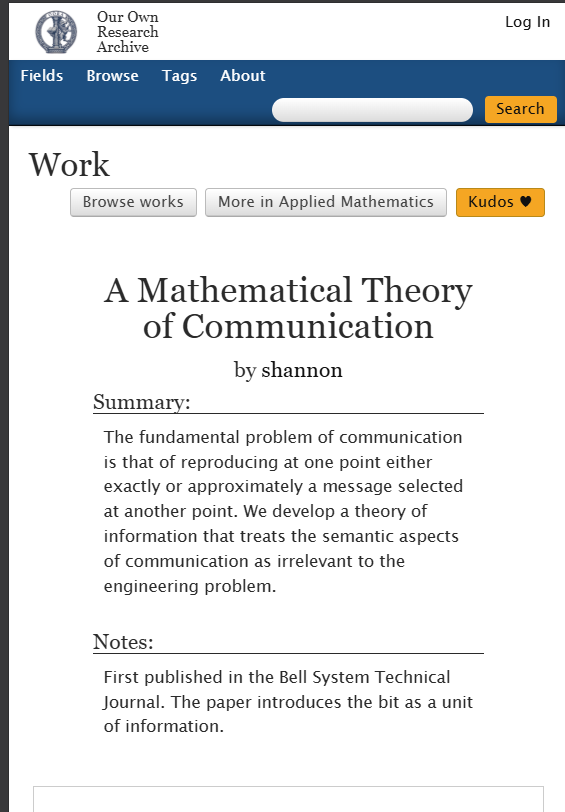 Our Own
Research
Archive
Log In
Fields Browse Tags About
Search
Work
Browse works More in Applied Mathematics Kudos ♥
A Mathematical Theory
of Communication
by shannon
Summary:
The fundamental problem of communication
is that of reproducing at one point either
exactly or approximately a message selected
at another point. We develop a theory of
information that treats the semantic aspects
of communication as irrelevant to the
engineering problem.
Notes:
First published in the Bell System Technical
Journal. The paper introduces the bit as a unit
of information.